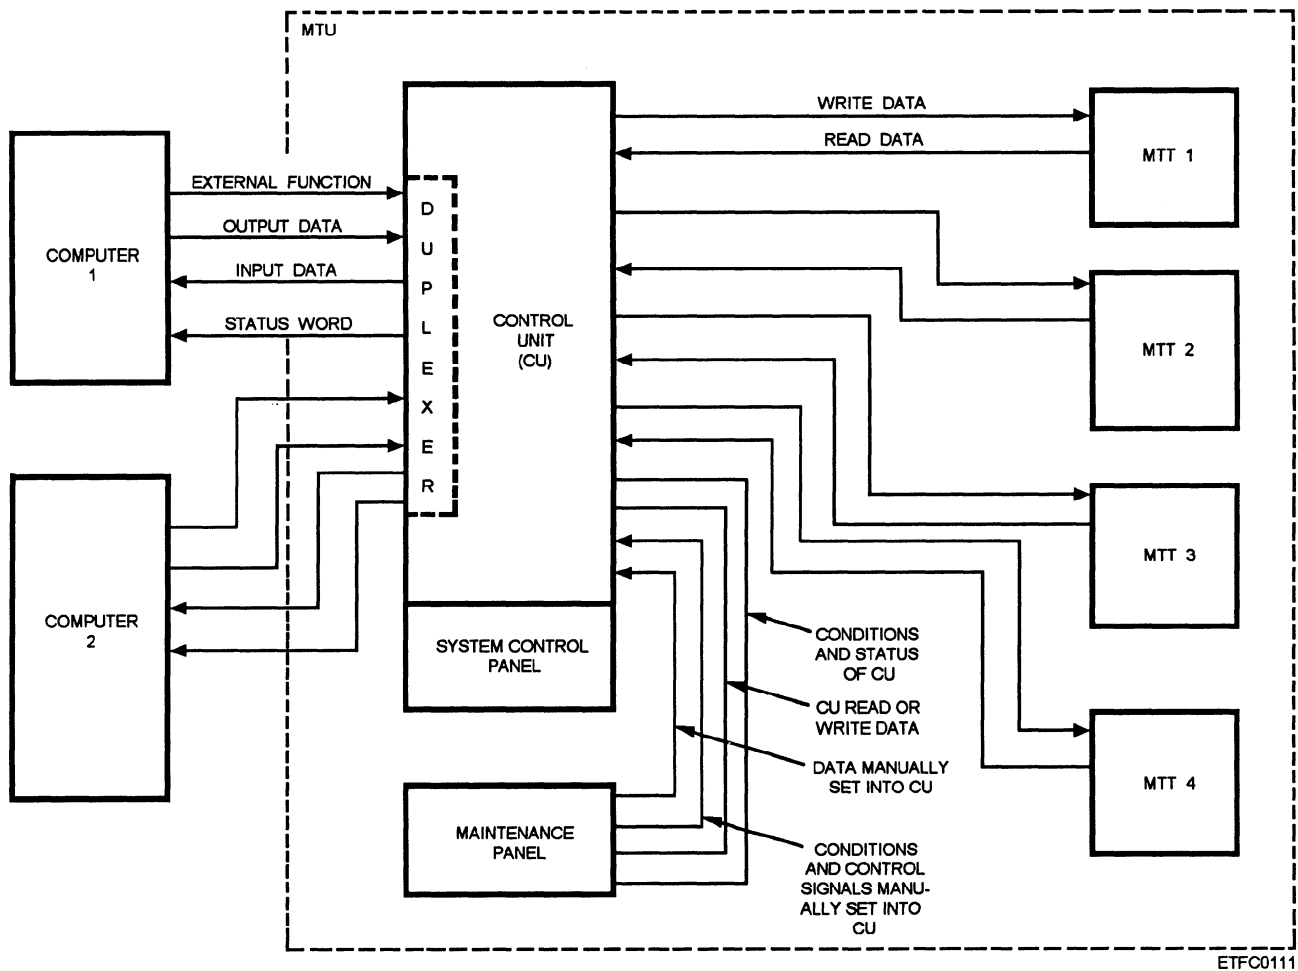 MTU
WRITE DATA
READ DATA
MTT 1
EXTERNAL FUNCTION
OUTPUT DATA
INPUT DATA
STATUS WORD
COMPUTER
1
D
U
P
L
E
X
E
R
CONTROL
UNIT
(CU)
MTT 2
MTT 3
COMPUTER
2
SYSTEM CONTROL
PANEL
CONDITIONS
AND STATUS
OF CU
CU READ OR
WRITE DATA
DATA MANUALLY
SET INTO CU
MTT 4
MAINTENANCE
PANEL
CONDITIONS
AND CONTROL
SIGNALS MANU-
ALLY SET INTO
CU
ETFC0111